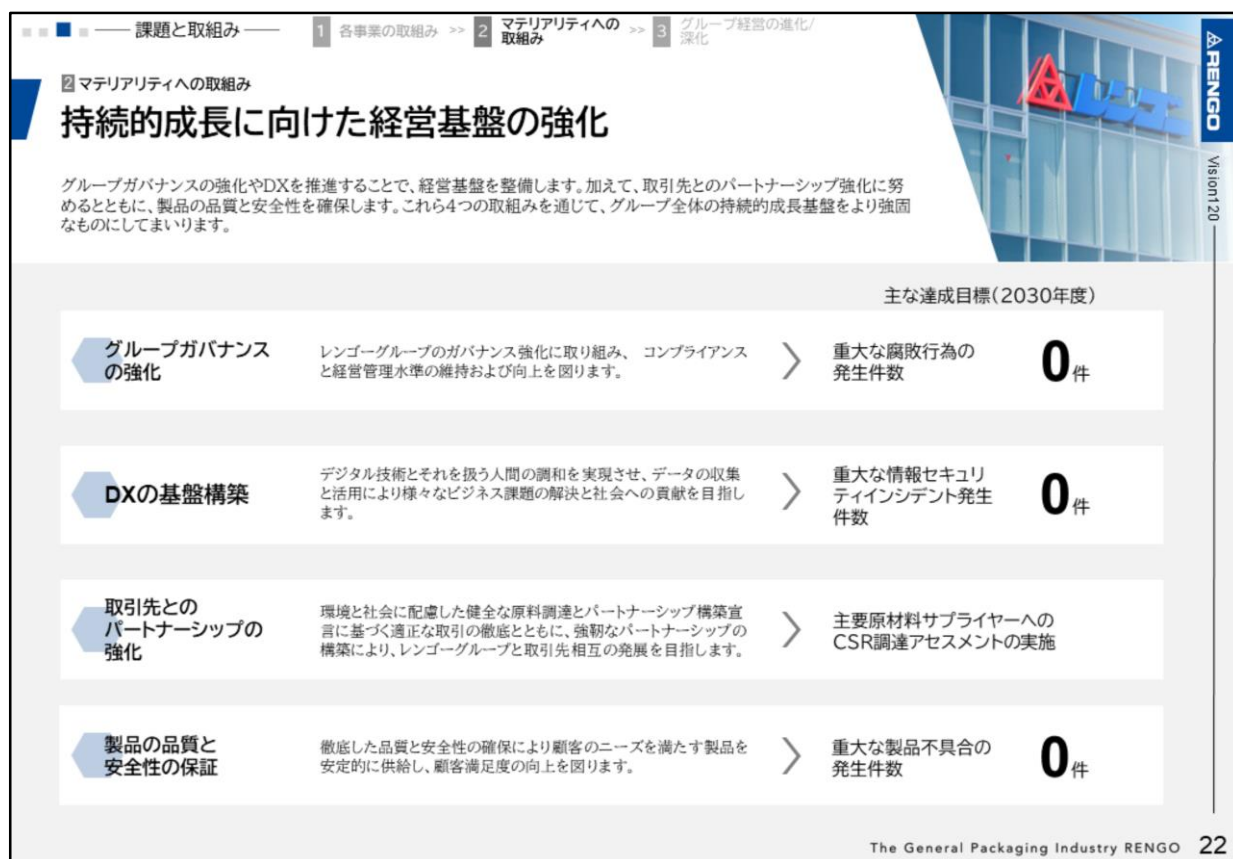 課題と取組み
1 各事業の取組み >> 2 マテリアリティへの取組み >> 3 グループ経営の進化/深化
2 マテリアリティへの取組み
持続的成長に向けた経営基盤の強化
グループガバナンスの強化やDXを推進することで、経営基盤を整備します。加えて、取引先とのパートナーシップ強化に努
めるとともに、製品の品質と安全性を確保します。これら4つの取組みを通じて、グループ全体の持続的成長基盤をより強固
なものにしてまいります。
レンゴー
RENGO
Vision120
主な達成目標(2030年度)
グループガバナンス
の強化
レンゴーグループのガバナンス強化に取り組み、 コンプライアンス
と経営管理水準の維持および向上を図ります。
重大な腐敗行為の
発生件数
0件
DXの基盤構築
デジタル技術とそれを扱う人間の調和を実現させ、データの収集
と活用により様々なビジネス課題の解決と社会への貢献を目指し
ます。
重大な情報セキュリ
ティインシデント発生
件数
0件
取引先との
パートナーシップの
強化
環境と社会に配慮した健全な原料調達とパートナーシップ構築宣
言に基づく適正な取引の徹底とともに、強靭なパートナーシップの
構築により、レンゴーグループと取引先相互の発展を目指します。
主要原材料サプライヤーへの
CSR調達アセスメントの実施
製品の品質と
安全性の保証
徹底した品質と安全性の確保により顧客のニーズを満たす製品を
安定的に供給し、顧客満足度の向上を図ります。
重大な製品不具合の
発生件数
0件
The General Packaging Industry RENGO 22